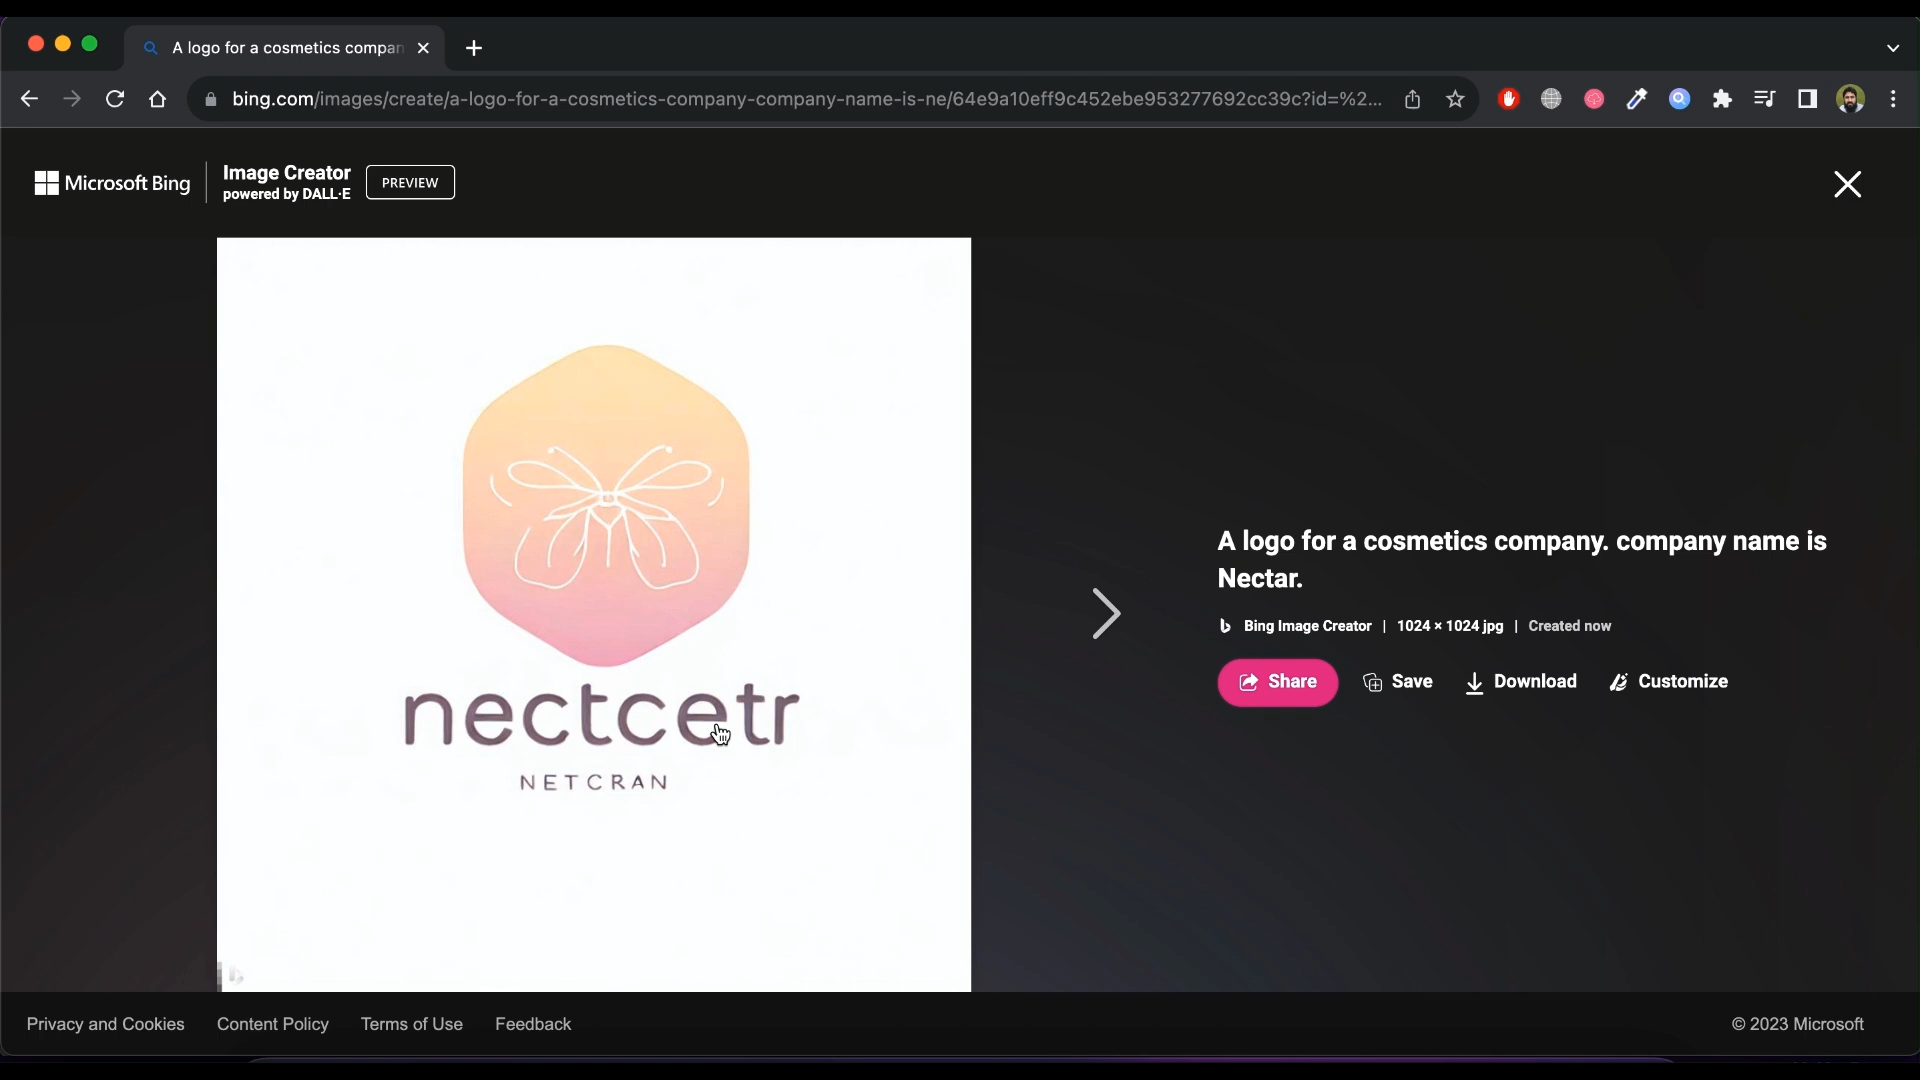 A logo for a cosmetics compan
bing.com/images/create/a-logo-for-a-cosmetics-company-company-name-is-ne/64e9a10eff9c452ebe953277692cc39c?id=%2...
Microsoft Bing
Image Creator
powered by DALL·E
PREVIEW
nectcetr
NETCRAN
A logo for a cosmetics company. company name is
Nectar.
Bing Image Creator | 1024 × 1024 jpg | Created now
Share Save Download Customize
Privacy and Cookies Content Policy Terms of Use Feedback © 2023 Microsoft